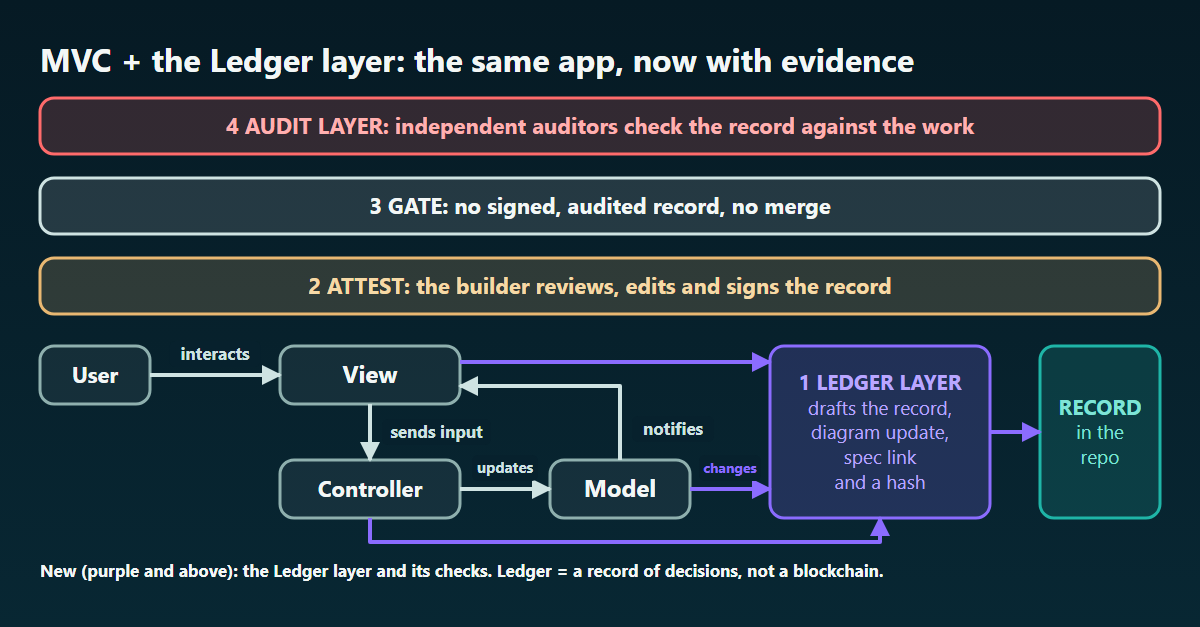 MVC + the Ledger layer: the same app, now with evidence
4 AUDIT LAYER: independent auditors check the record against the work
3 GATE: no signed, audited record, no merge
2 ATTEST: the builder reviews, edits and signs the record
User
interacts
View
sends input
notifies
Controller
updates
Model
changes
1 LEDGER LAYER
drafts the record,
diagram update,
spec link
and a hash
RECORD
in the
repo
New (purple and above): the Ledger layer and its checks. Ledger = a record of decisions, not a blockchain.